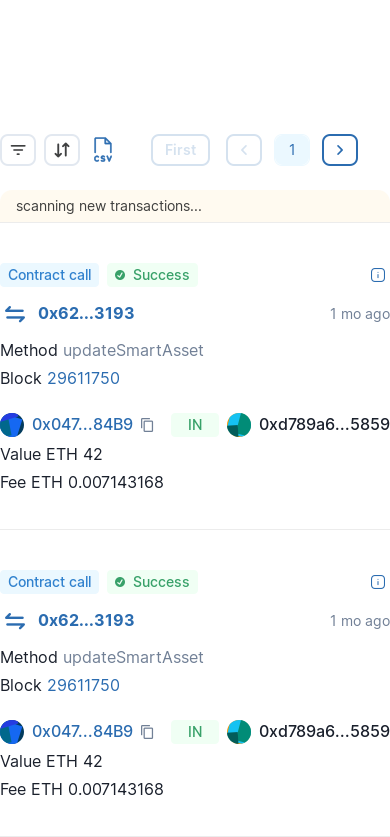 CSV
First
1
scanning new transactions...
Contract call
Success
0x62...3193
1 mo ago
Method updateSmartAsset
Block 29611750
0x047...84B9
IN
0xd789a6...5859
Value ETH 42
Fee ETH 0.007143168
Contract call
Success
0x62...3193
1 mo ago
Method updateSmartAsset
Block 29611750
0x047...84B9
IN
0xd789a6...5859
Value ETH 42
Fee ETH 0.007143168